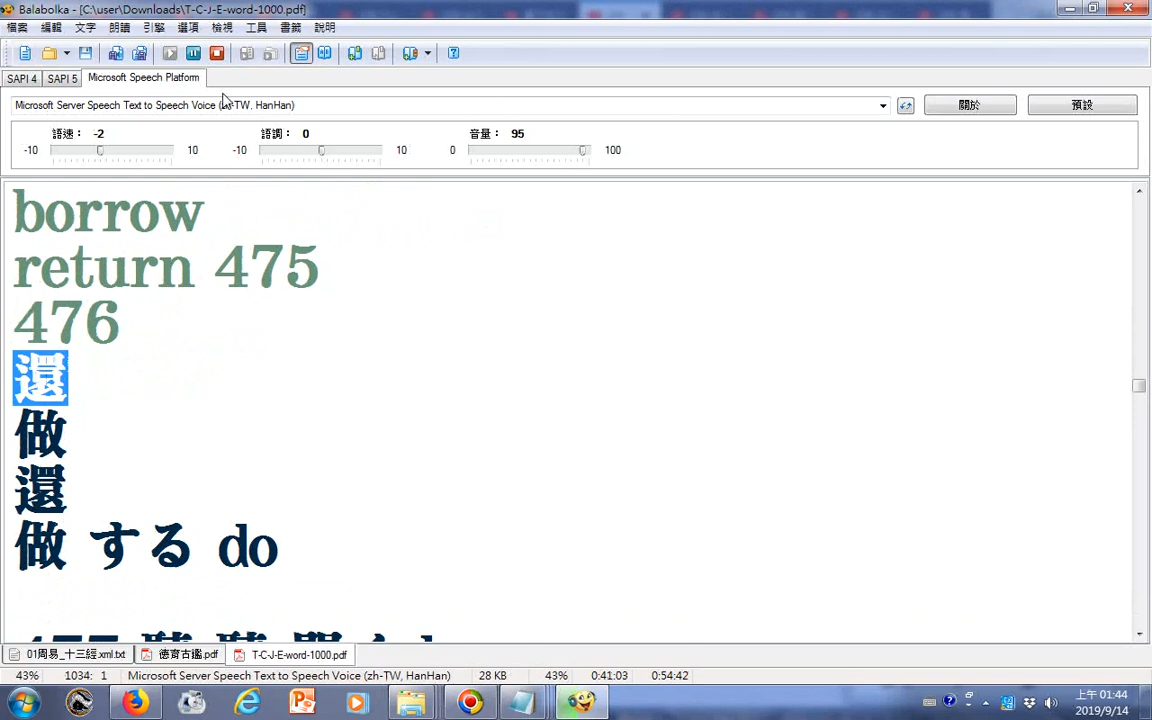 Balabolka - [C:\user\Downloads\T-C-J-E-word-1000.pdf]
檔案 編輯 文字 朗讀 引擎 選項 檢視 工具 書籤 說明
SAPI 4 SAPI 5 Microsoft Speech Platform
Microsoft Server Speech Text to Speech Voice (zh-TW, HanHan) 關於 預設
語速： -2 語調： 0 音量： 95
-10 10 -10 10 0 100
borrow
return 475
476
還
做
還
做 する do
01周易_十三經.xml.txt 德育古鑑.pdf T-C-J-E-word-1000.pdf
43% 1034: 1 Microsoft Server Speech Text to Speech Voice (zh-TW, HanHan) 28 KB 43% 0:41:03 0:54:42
上午 01:44
2019/9/14